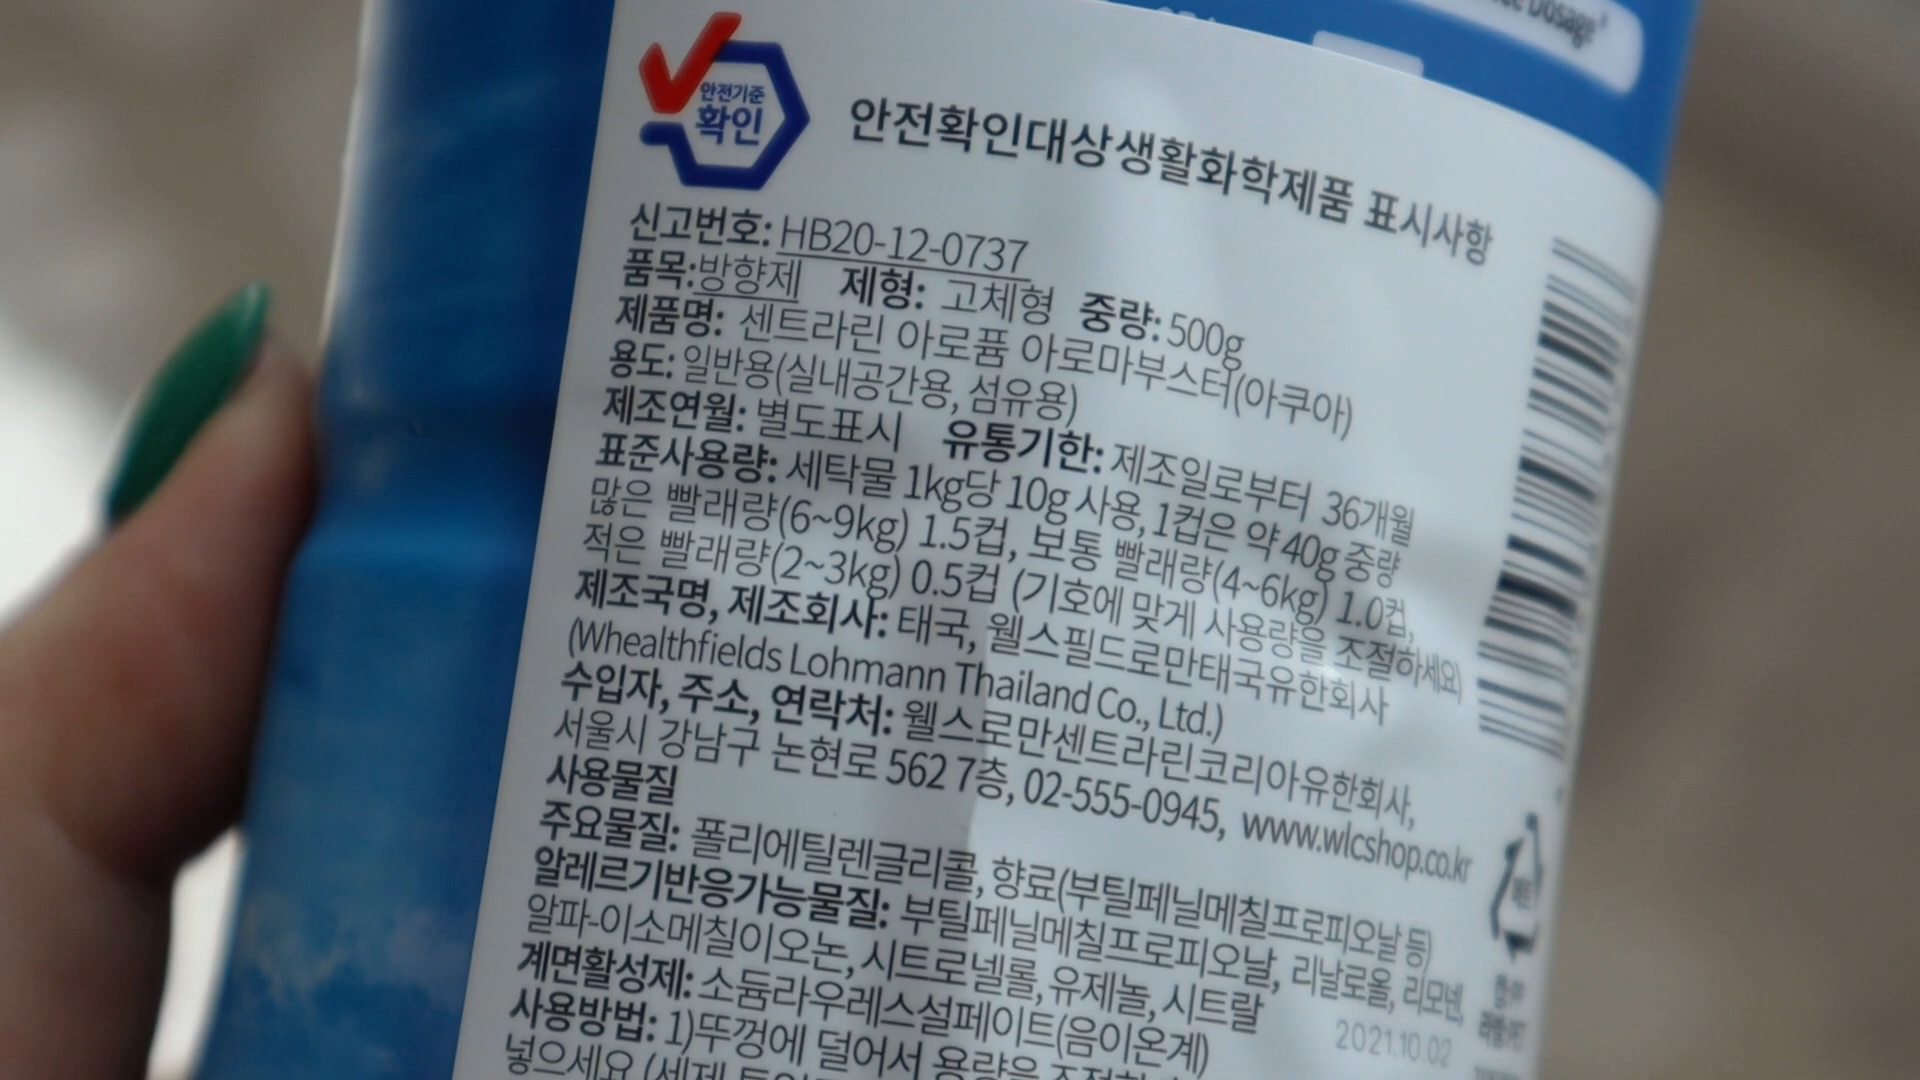 Dosage
안전기준
확인
안전확인대상생활화학제품 표시사항
신고번호: HB20-12-0737
품목:방향제 제형: 고체형 중량: 500g
제품명: 센트라린 아로퓸 아로마부스터(아쿠아)
용도: 일반용(실내공간용, 섬유용)
제조연월: 별도표시 유통기한: 제조일로부터 36개월
표준사용량: 세탁물 1kg당 10g 사용, 1컵은 약 40g 중량
많은 빨래량(6~9kg) 1.5컵, 보통 빨래량(4~6kg) 1.0컵,
적은 빨래량(2~3kg) 0.5컵 (기호에 맞게 사용량을 조절하세요)
제조국명, 제조회사: 태국, 웰스필드로만태국유한회사
(Whealthfields Lohmann Thailand Co., Ltd.)
수입자, 주소, 연락처: 웰스로만센트라린코리아유한회사,
서울시 강남구 논현로 562 7층, 02-555-0945, www.wlcshop.co.kr
사용물질
주요물질: 폴리에틸렌글리콜, 향료(부틸페닐메칠프로피오날 등)
알레르기반응가능물질: 부틸페닐메칠프로피오날, 리날로올, 리모넨,
알파-이소메칠이오논, 시트로넬롤, 유제놀, 시트랄
계면활성제: 소듐라우레스설페이트(음이온계)
2021.10.02
사용방법: 1)뚜껑에 덜어서 용량을 조절한
넣으세요 (세제